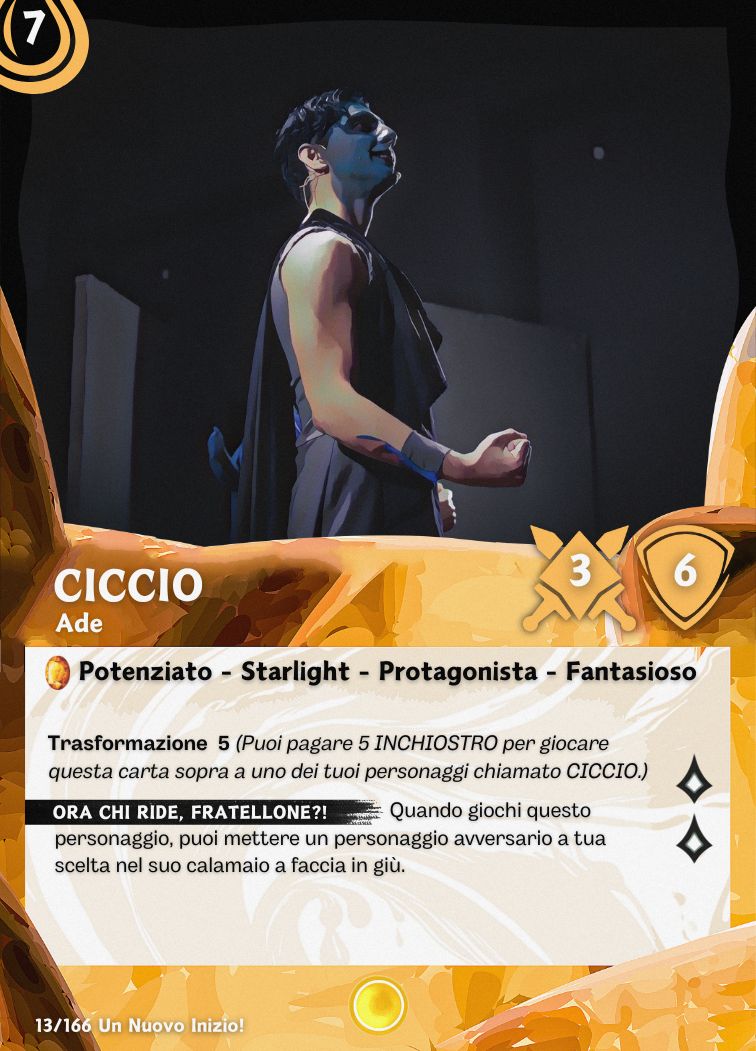 7
CICCIO
Ade
3
6
Potenziato - Starlight - Protagonista - Fantasioso
Trasformazione 5 (Puoi pagare 5 INCHIOSTRO per giocare
questa carta sopra a uno dei tuoi personaggi chiamato CICCIO.)
ORA CHI RIDE, FRATELLONE?! Quando giochi questo
personaggio, puoi mettere un personaggio avversario a tua
scelta nel suo calamaio a faccia in giù.
13/166 Un Nuovo Inizio!